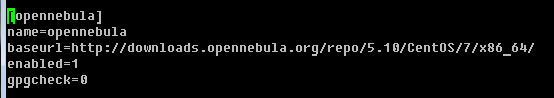 [opennebula]
name=opennebula
baseurl=http://downloads.opennebula.org/repo/5.10/CentOS/7/x86_64/
enabled=1
gpgcheck=0